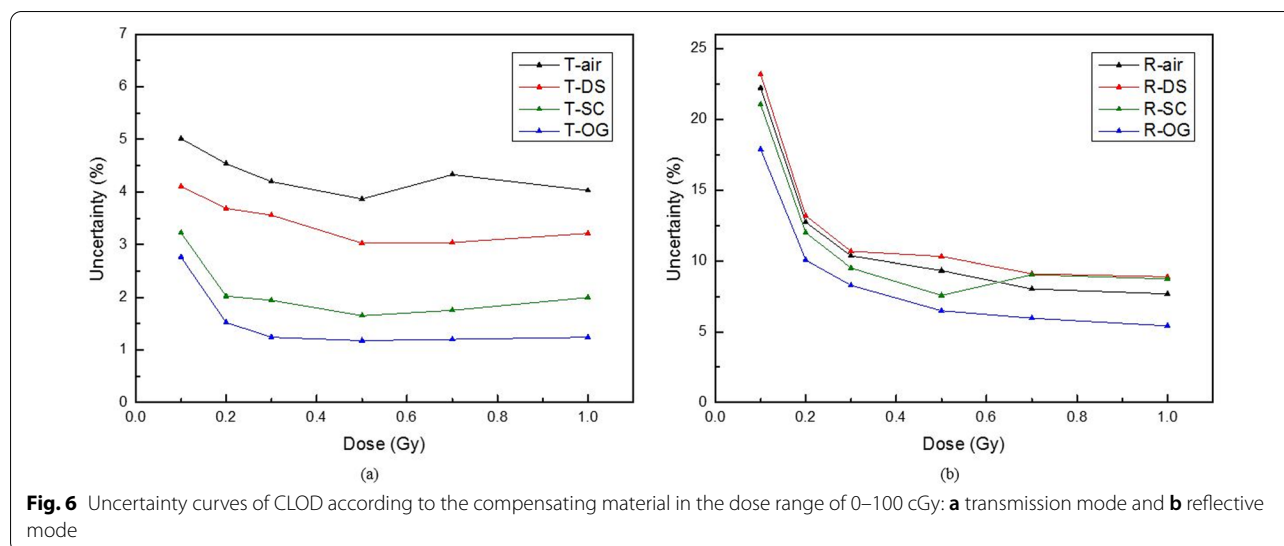 7
6
5
4
3
2
1
0
Uncertainty (%)
T-air
T-DS
T-SC
T-OG
0.0 0.2 0.4 0.6 0.8 1.0
Dose (Gy)
(a)
25
20
15
10
5
0
Uncertainty (%)
R-air
R-DS
R-SC
R-OG
0.0 0.2 0.4 0.6 0.8 1.0
Dose (Gy)
(b)
Fig. 6 Uncertainty curves of CLOD according to the compensating material in the dose range of 0–100 cGy: a transmission mode and b reflective
mode